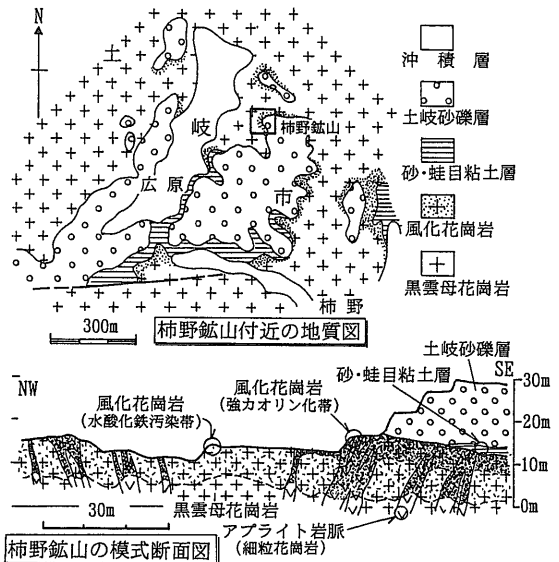 N
土
岐
柿野鉱山
広原
市
柿野
300m
柿野鉱山付近の地質図
沖積層
土岐砂礫層
砂・蛙目粘土層
風化花崗岩
黒雲母花崗岩
土岐砂礫層
砂・蛙目粘土層
NW
SE
風化花崗岩
(水酸化鉄汚染帯)
風化花崗岩
(強カオリン化帯)
30m
20m
10m
0m
30m
黒雲母花崗岩
アプライト岩脈
(細粒花崗岩)
柿野鉱山の模式断面図